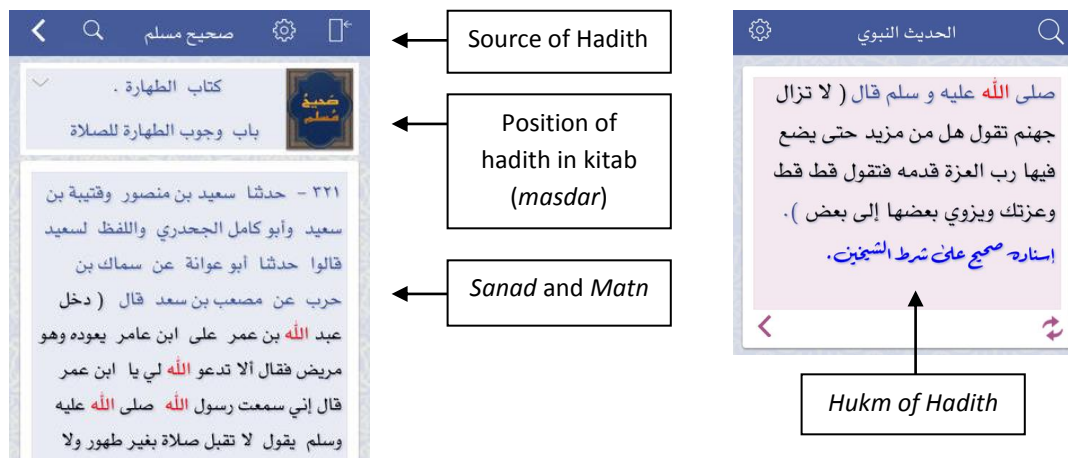 صحيح مسلم
كتاب الطهارة .
باب وجوب الطهارة للصلاة
صحيح
مسلم
٣٢١ - حدثنا سعيد بن منصور وقتيبة بن
سعيد وأبو كامل الجحدري واللفظ لسعيد
قالوا حدثنا أبو عوانة عن سماك بن
حرب عن مصعب بن سعد قال ( دخل
عبد الله بن عمر على ابن عامر يعوده وهو
مريض فقال ألا تدعو الله لي يا ابن عمر
قال إني سمعت رسول الله صلى الله عليه
وسلم يقول لا تقبل صلاة بغير طهور ولا
Source of Hadith
Position of
hadith in kitab
(masdar)
Sanad and Matn
الحديث النبوي
صلى الله عليه و سلم قال ( لا تزال
جهنم تقول هل من مزيد حتى يضع
فيها رب العزة قدمه فتقول قط قط
وعزتك ويزوي بعضها إلى بعض ) .
إسناده صحيح على شرط الشيخين .
Hukm of Hadith